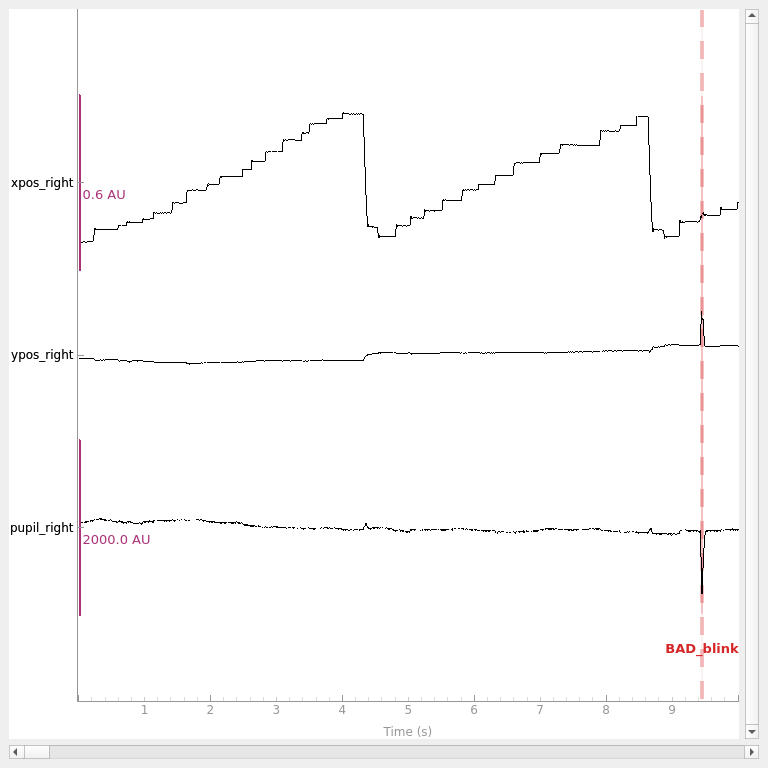 xpos_right
0.6 AU
ypos_right
pupil_right
2000.0 AU
BAD_blink
1 2 3 4 5 6 7 8 9
Time (s)